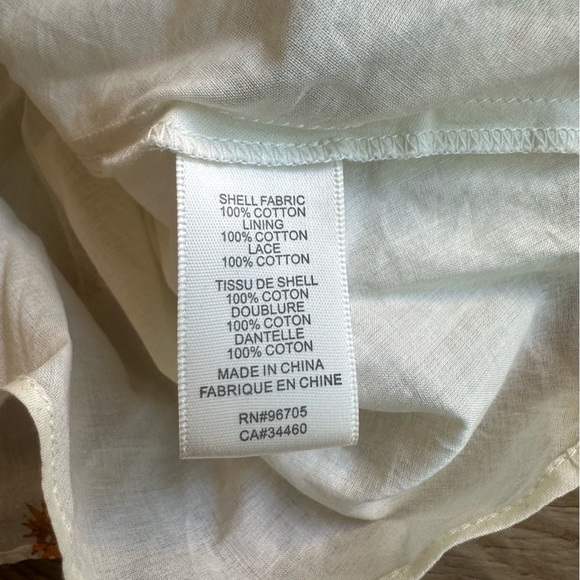 SHELL FABRIC
100% COTTON
LINING
100% COTTON
LACE
100% COTTON
TISSU DE SHELL
100% COTON
DOUBLURE
100% COTON
DANTELLE
100% COTON
MADE IN CHINA
FABRIQUE EN CHINE
RN#96705
CA#34460